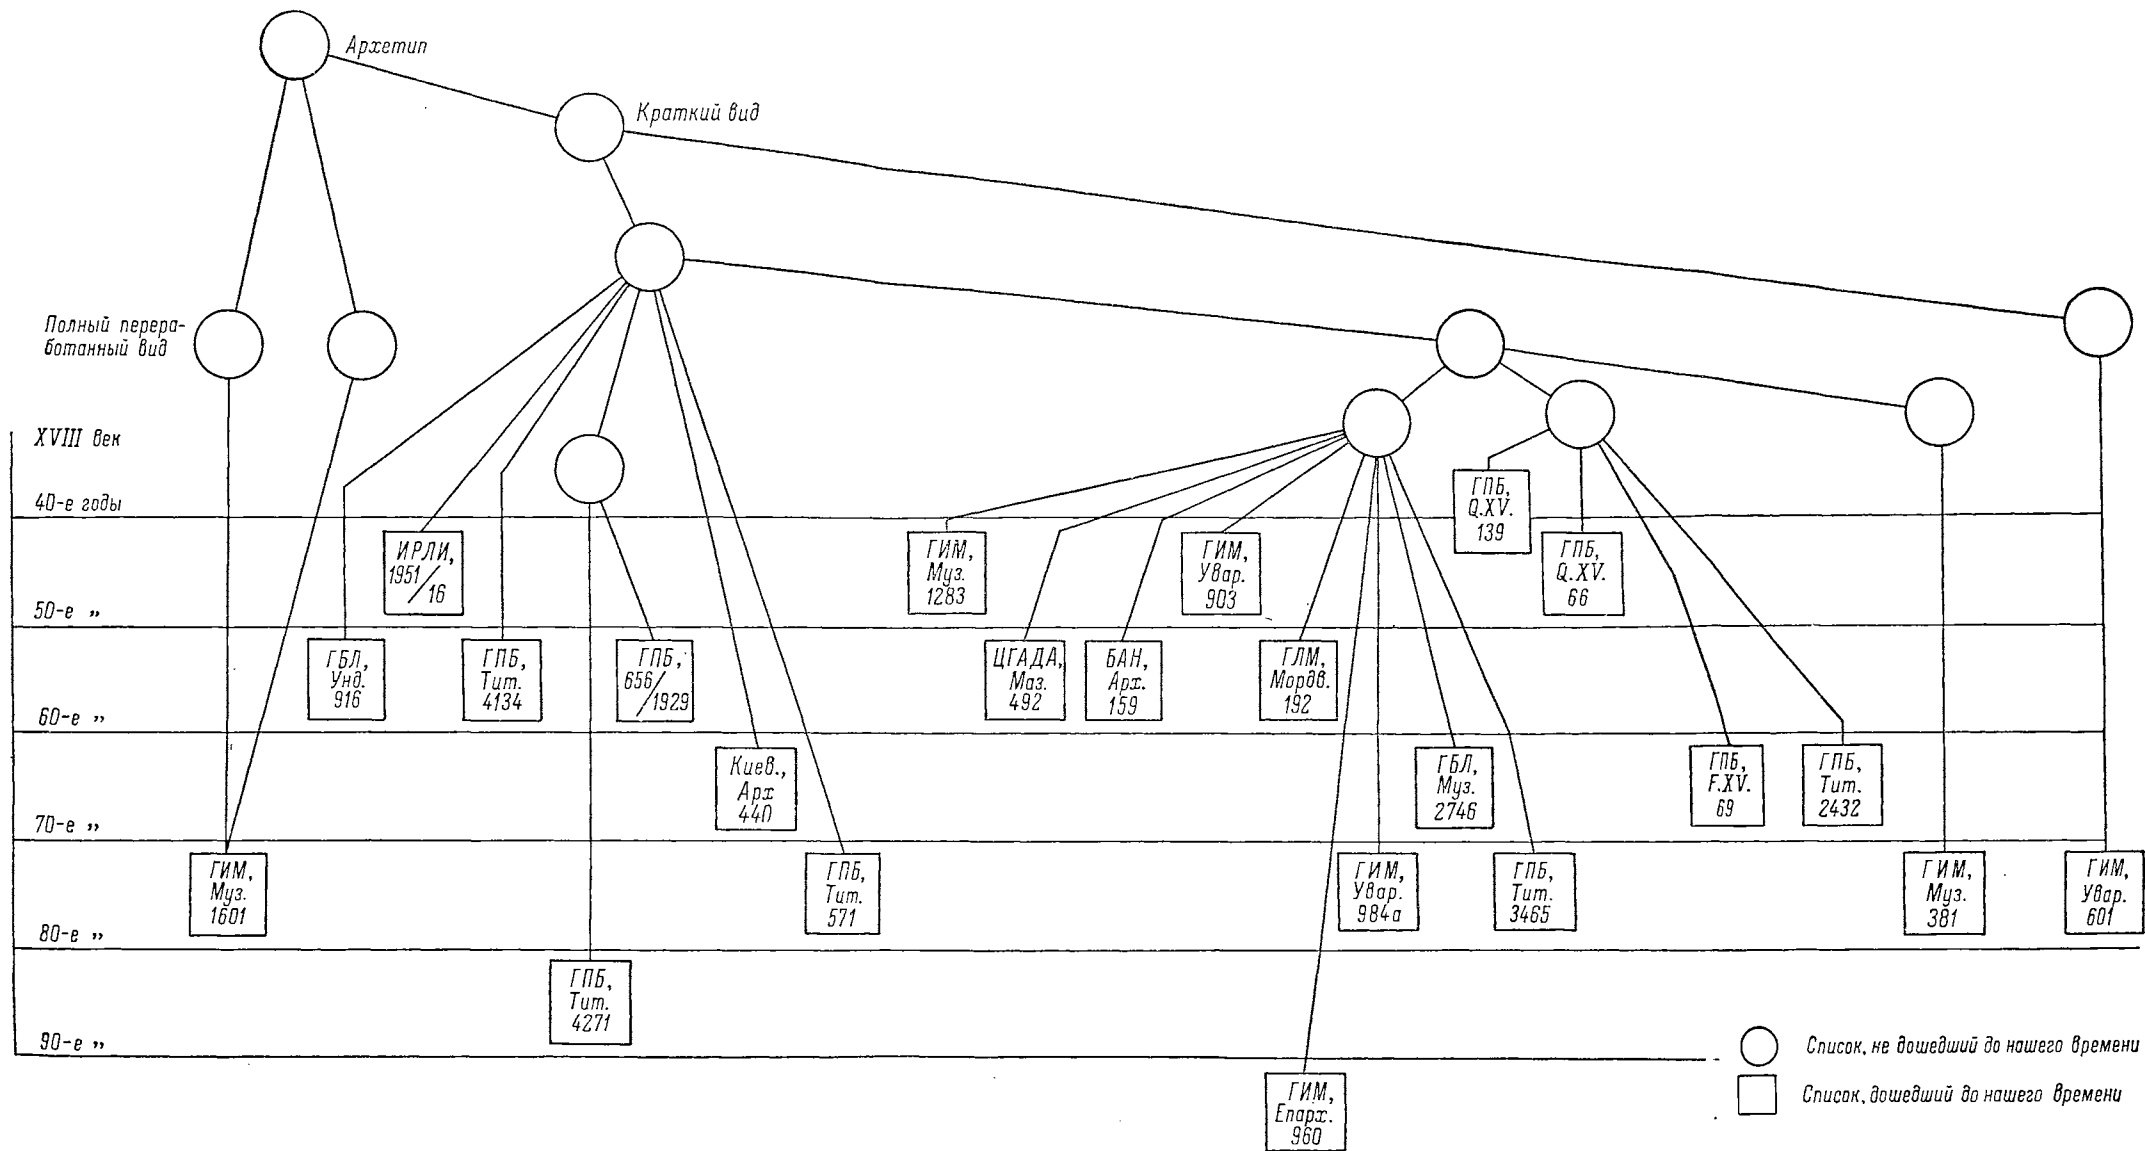 Архетип
Краткий вид
Полный перера-
ботанный вид
XVIII век
40-е годы
ГПБ,
Q.XV.
139
ИРЛИ,
1951/16
ГИМ,
Муз.
1283
ГИМ,
Увар.
903
ГПБ,
Q.XV.
66
50-е „
ГБЛ,
Унд.
916
ГПБ,
Тит.
4134
ГПБ,
656/1929
ЦГАДА,
Маз.
492
БАН,
Арх.
159
ГЛМ,
Мордв.
192
60-е „
Киев.,
Арх
440
ГБЛ,
Муз.
2746
ГПБ,
F.XV.
69
ГПБ,
Тит.
2432
70-е „
ГИМ,
Муз.
1601
ГПБ,
Тит.
571
ГИМ,
Увар.
984а
ГПБ,
Тит.
3465
ГИМ,
Муз.
381
ГИМ,
Увар.
601
80-е „
ГПБ,
Тит.
4271
90-е „
ГИМ,
Епарх.
960
Список, не дошедший до нашего времени
Список, дошедший до нашего времени